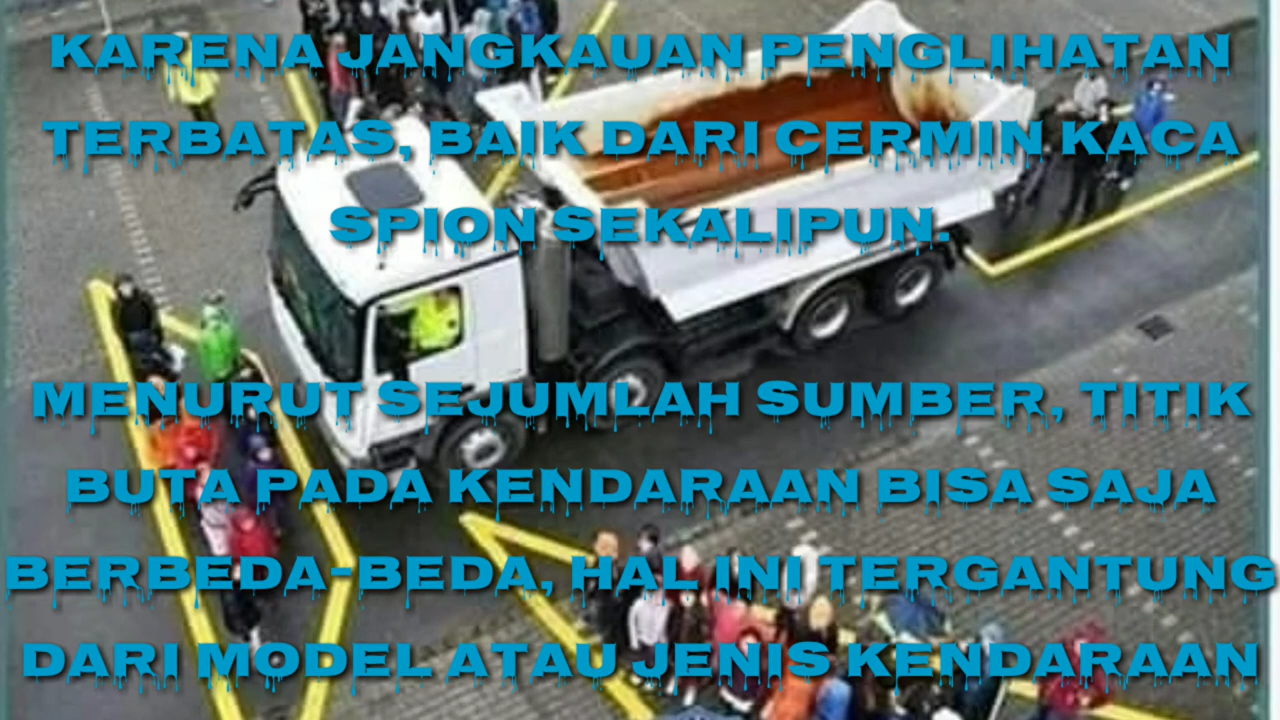 KARENA JANGKAUAN PENGLIHATAN
TERBATAS, BAIK DARI CERMIN KACA
SPION SEKALIPUN.
MENURUT SEJUMLAH SUMBER, TITIK
BUTA PADA KENDARAAN BISA SAJA
BERBEDA-BEDA, HAL INI TERGANTUNG
DARI MODEL ATAU JENIS KENDARAAN